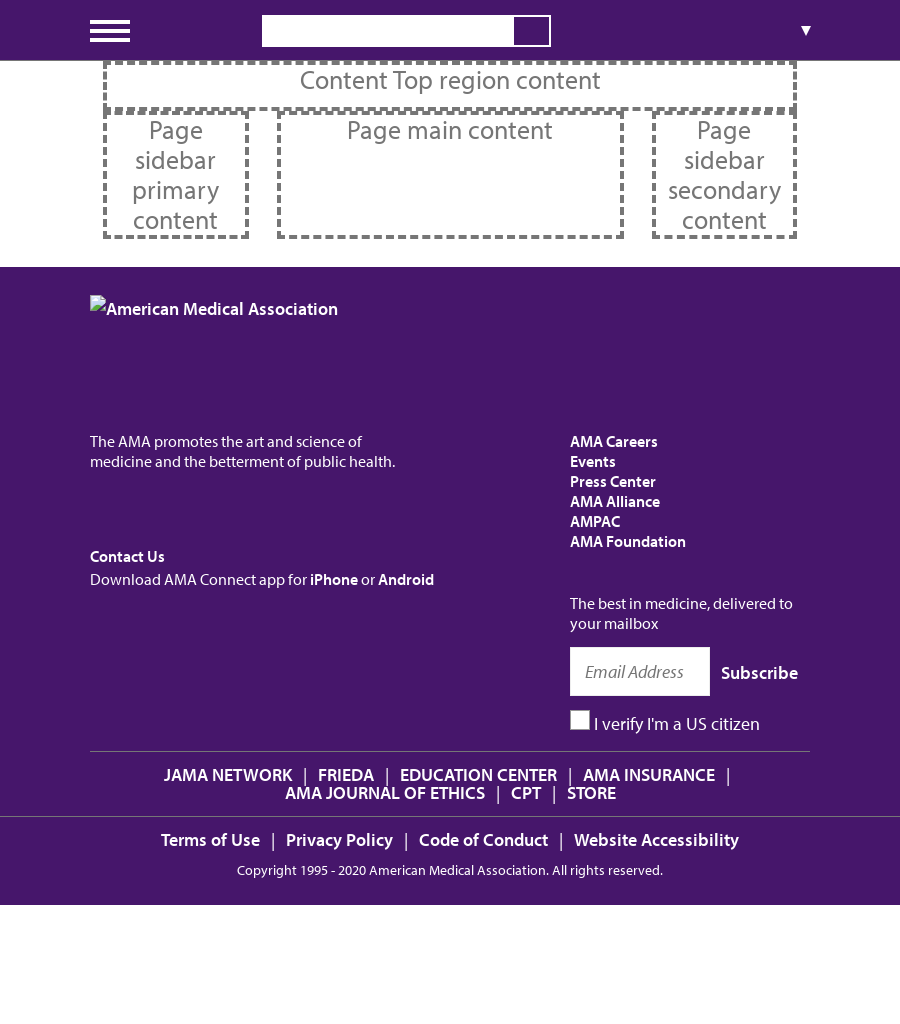 ▼
Content Top region content
Page
sidebar
primary
content
Page main content
Page
sidebar
secondary
content
American Medical Association
The AMA promotes the art and science of
medicine and the betterment of public health.
Contact Us
Download AMA Connect app for iPhone or Android
AMA Careers
Events
Press Center
AMA Alliance
AMPAC
AMA Foundation
The best in medicine, delivered to
your mailbox
Email Address
Subscribe
I verify I'm a US citizen
JAMA NETWORK | FRIEDA | EDUCATION CENTER | AMA INSURANCE |
AMA JOURNAL OF ETHICS | CPT | STORE
Terms of Use | Privacy Policy | Code of Conduct | Website Accessibility
Copyright 1995 - 2020 American Medical Association. All rights reserved.